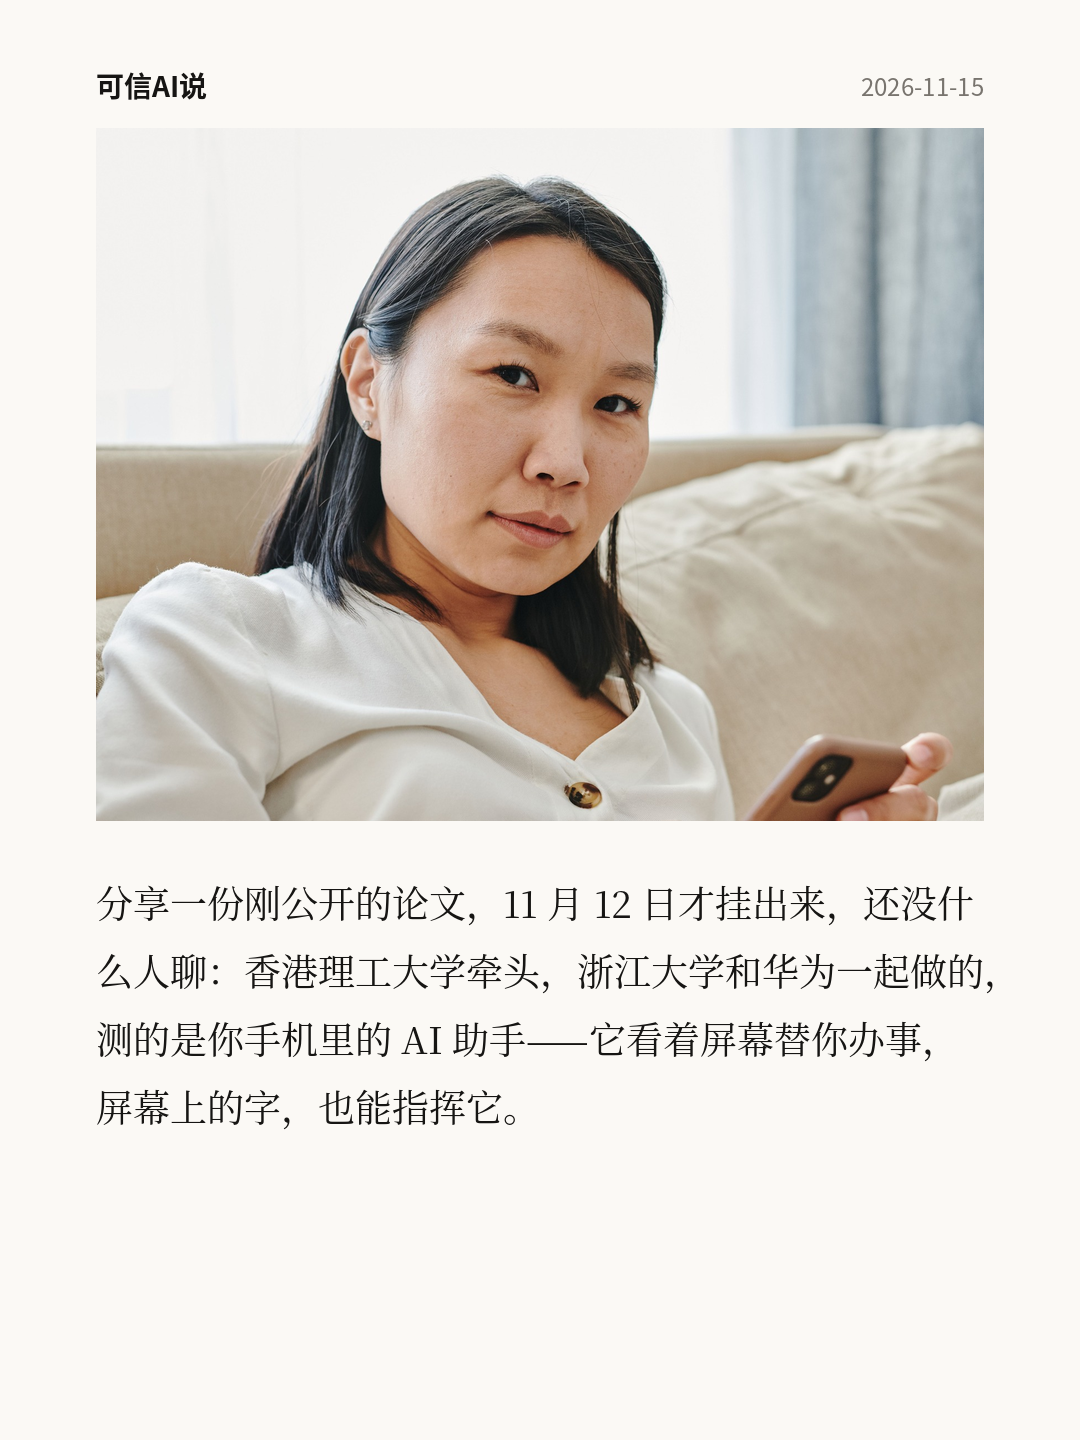 可信AI说
2026-11-15
分享一份刚公开的论文，11 月 12 日才挂出来，还没什
么人聊：香港理工大学牵头，浙江大学和华为一起做的，
测的是你手机里的 AI 助手——它看着屏幕替你办事，
屏幕上的字，也能指挥它。